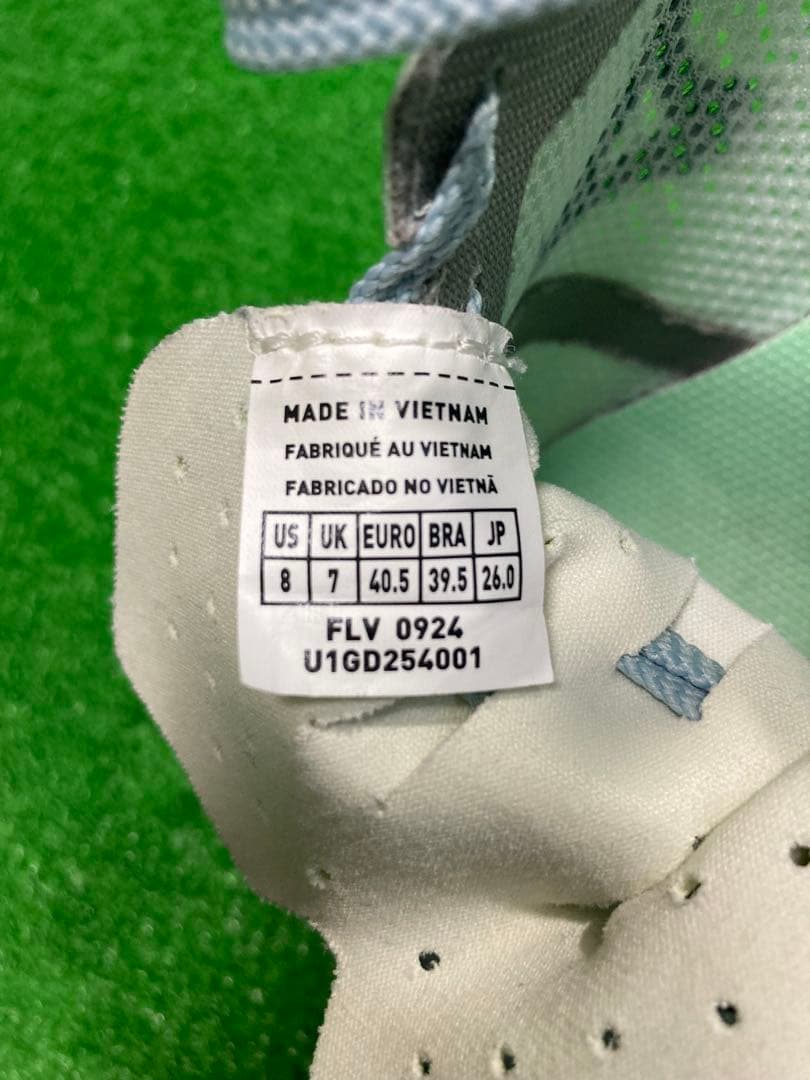 MADE IN VIETNAM
FABRIQUÉ AU VIETNAM
FABRICADO NO VIETNÃ
US UK EURO BRA JP
8 7 40.5 39.5 26.0
FLV 0924
U1GD254001